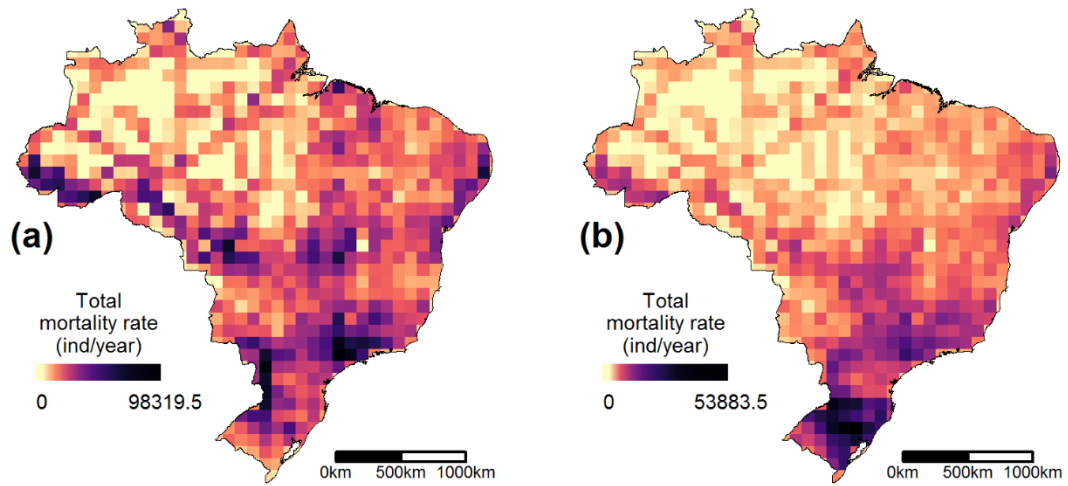 (a)
Total
mortality rate
(ind/year)
0 98319.5
0km 500km 1000km
(b)
Total
mortality rate
(ind/year)
0 53883.5
0km 500km 1000km